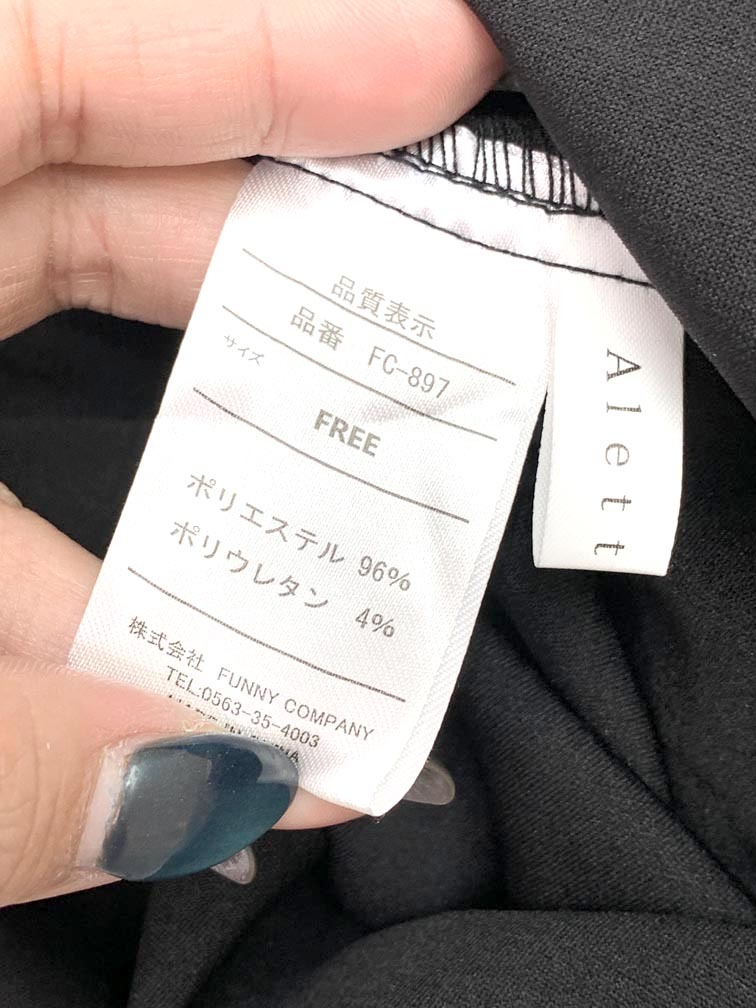 品質表示
品番 FC-897
サイズ
FREE
ポリエステル 96%
ポリウレタン 4%
株式会社 FUNNY COMPANY
TEL:0563-35-4003
Alett